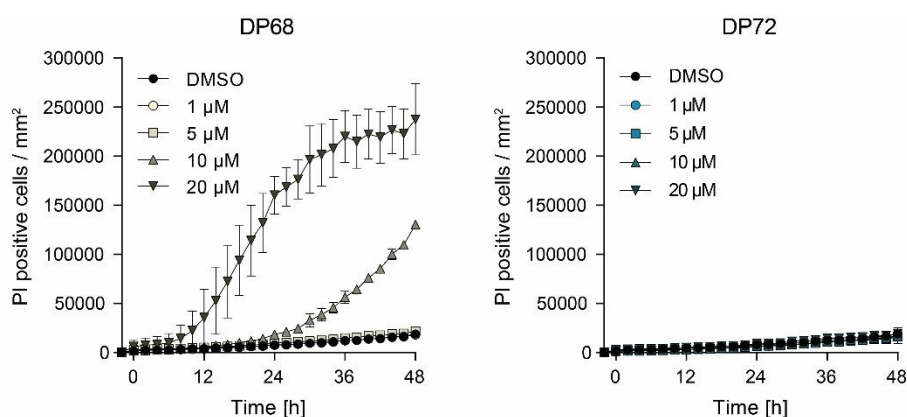 DP68
300000
250000
200000
150000
100000
50000
0
PI positive cells / mm²
DMSO
1 µM
5 µM
10 µM
20 µM
0 12 24 36 48
Time [h]
DP72
300000
250000
200000
150000
100000
50000
0
PI positive cells / mm²
DMSO
1 µM
5 µM
10 µM
20 µM
0 12 24 36 48
Time [h]